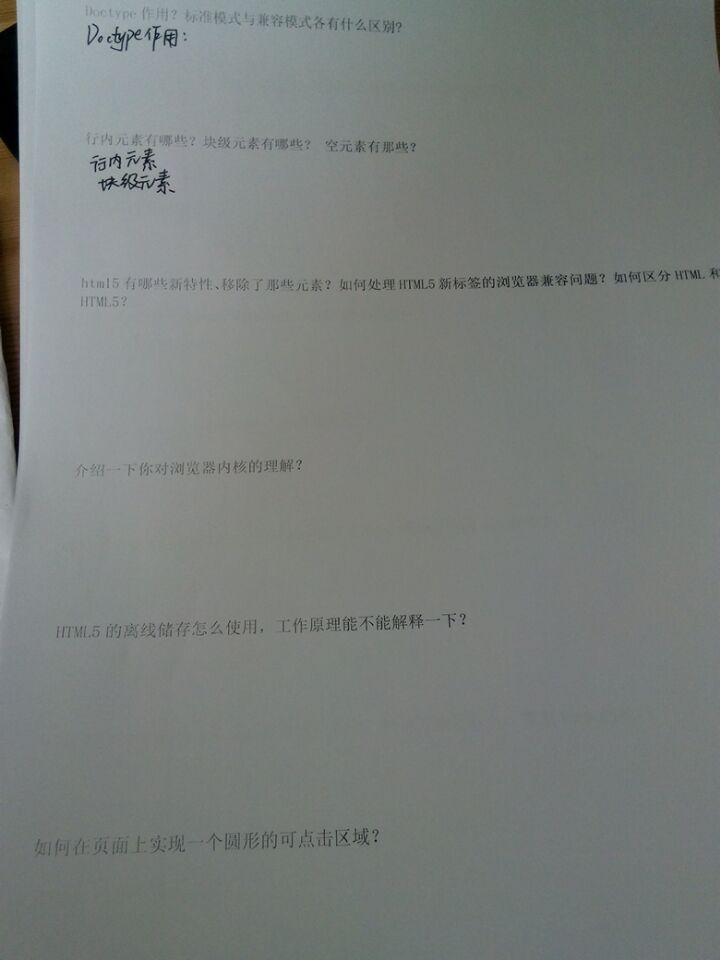 Doctype 作用？标准模式与兼容模式各有什么区别?
Doctype作用：
行内元素有哪些？块级元素有哪些？ 空元素有那些？
行内元素
块级元素
html5 有哪些新特性、移除了那些元素？如何处理 HTML5 新标签的浏览器兼容问题？如何区分 HTML 和
HTML5？
介绍一下你对浏览器内核的理解？
HTML5 的离线储存怎么使用，工作原理能不能解释一下？
如何在页面上实现一个圆形的可点击区域？